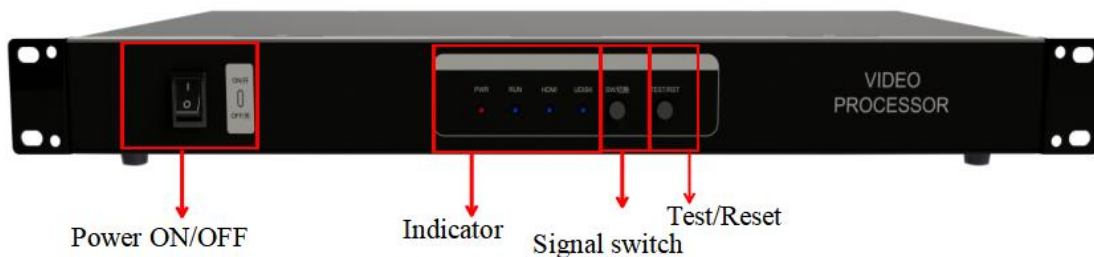 ON/开
OFF/关
PWR RUN HDMI UDISK SW/切换 TEST/RST
VIDEO
PROCESSOR
Power ON/OFF
Indicator
Signal switch
Test/Reset